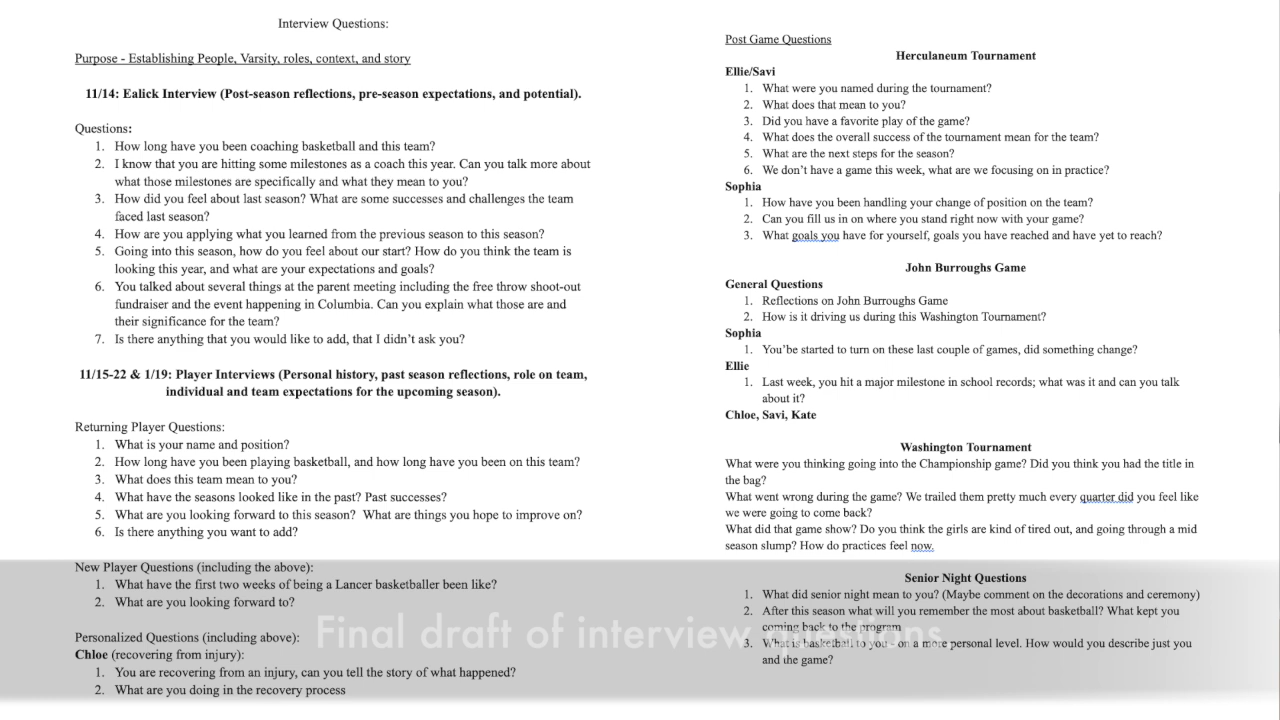 Interview Questions:
Purpose - Establishing People, Varsity, roles, context, and story
11/14: Ealick Interview (Post-season reflections, pre-season expectations, and potential).
Questions:
1. How long have you been coaching basketball and this team?
2. I know that you are hitting some milestones as a coach this year. Can you talk more about
what those milestones are specifically and what they mean to you?
3. How did you feel about last season? What are some successes and challenges the team
faced last season?
4. How are you applying what you learned from the previous season to this season?
5. Going into this season, how do you feel about our start? How do you think the team is
looking this year, and what are your expectations and goals?
6. You talked about several things at the parent meeting including the free throw shoot-out
fundraiser and the event happening in Columbia. Can you explain what those are and
their significance for the team?
7. Is there anything that you would like to add, that I didn't ask you?
11/15-22 & 1/19: Player Interviews (Personal history, past season reflections, role on team,
individual and team expectations for the upcoming season).
Returning Player Questions:
1. What is your name and position?
2. How long have you been playing basketball, and how long have you been on this team?
3. What does this team mean to you?
4. What have the seasons looked like in the past? Past successes?
5. What are you looking forward to this season? What are things you hope to improve on?
6. Is there anything you want to add?
New Player Questions (including the above):
1. What have the first two weeks of being a Lancer basketballer been like?
2. What are you looking forward to?
Personalized Questions (including above):
Chloe (recovering from injury):
1. You are recovering from an injury, can you tell the story of what happened?
2. What are you doing in the recovery process
Post Game Questions
Herculaneum Tournament
Ellie/Savi
1. What were you named during the tournament?
2. What does that mean to you?
3. Did you have a favorite play of the game?
4. What does the overall success of the tournament mean for the team?
5. What are the next steps for the season?
6. We don't have a game this week, what are we focusing on in practice?
Sophia
1. How have you been handling your change of position on the team?
2. Can you fill us in on where you stand right now with your game?
3. What goals you have for yourself, goals you have reached and have yet to reach?
John Burroughs Game
General Questions
1. Reflections on John Burroughs Game
2. How is it driving us during this Washington Tournament?
Sophia
1. You'be started to turn on these last couple of games, did something change?
Ellie
1. Last week, you hit a major milestone in school records; what was it and can you talk
about it?
Chloe, Savi, Kate
Washington Tournament
What were you thinking going into the Championship game? Did you think you had the title in
the bag?
What went wrong during the game? We trailed them pretty much every quarter did you feel like
we were going to come back?
What did that game show? Do you think the girls are kind of tired out, and going through a mid
season slump? How do practices feel now.
Senior Night Questions
1. What did senior night mean to you? (Maybe comment on the decorations and ceremony)
2. After this season what will you remember the most about basketball? What kept you
coming back to the program
3. What is basketball to you - on a more personal level. How would you describe just you
and the game?
Final draft of interview questions